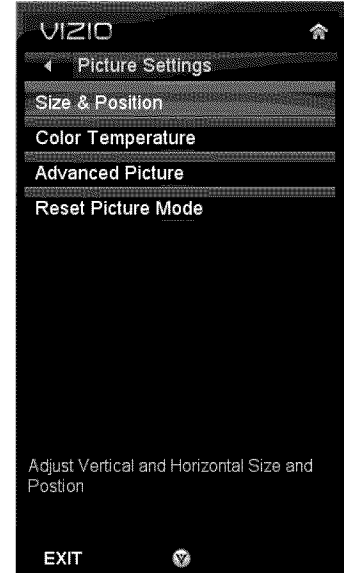 VIZIO
Picture Settings
Size & Position
Color Temperature
Advanced Picture
Reset Picture Mode
Adjust Vertical and Horizontal Size and
Postion
EXIT
V